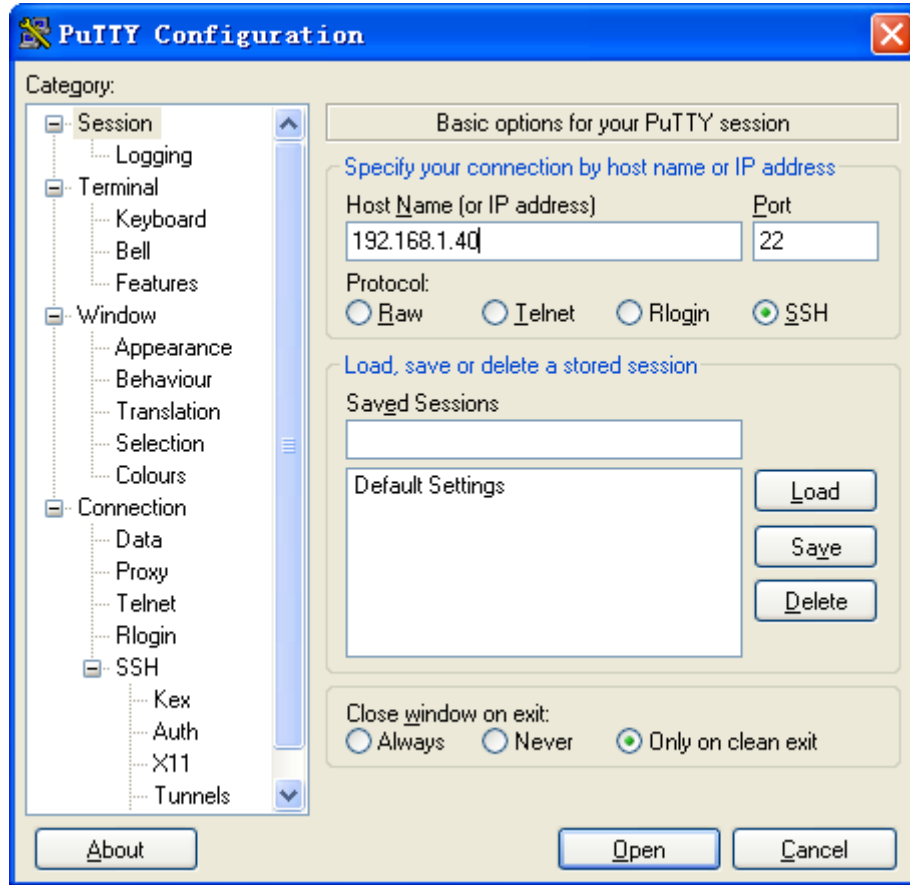 PuTTY Configuration
Category:
Session
Logging
Terminal
Keyboard
Bell
Features
Window
Appearance
Behaviour
Translation
Selection
Colours
Connection
Data
Proxy
Telnet
Rlogin
SSH
Kex
Auth
X11
Tunnels
Basic options for your PuTTY session
Specify your connection by host name or IP address
Host Name (or IP address) Port
192.168.1.40 22
Protocol:
Raw Telnet Rlogin SSH
Load, save or delete a stored session
Saved Sessions
Default Settings
Load
Save
Delete
Close window on exit:
Always Never Only on clean exit
About Open Cancel